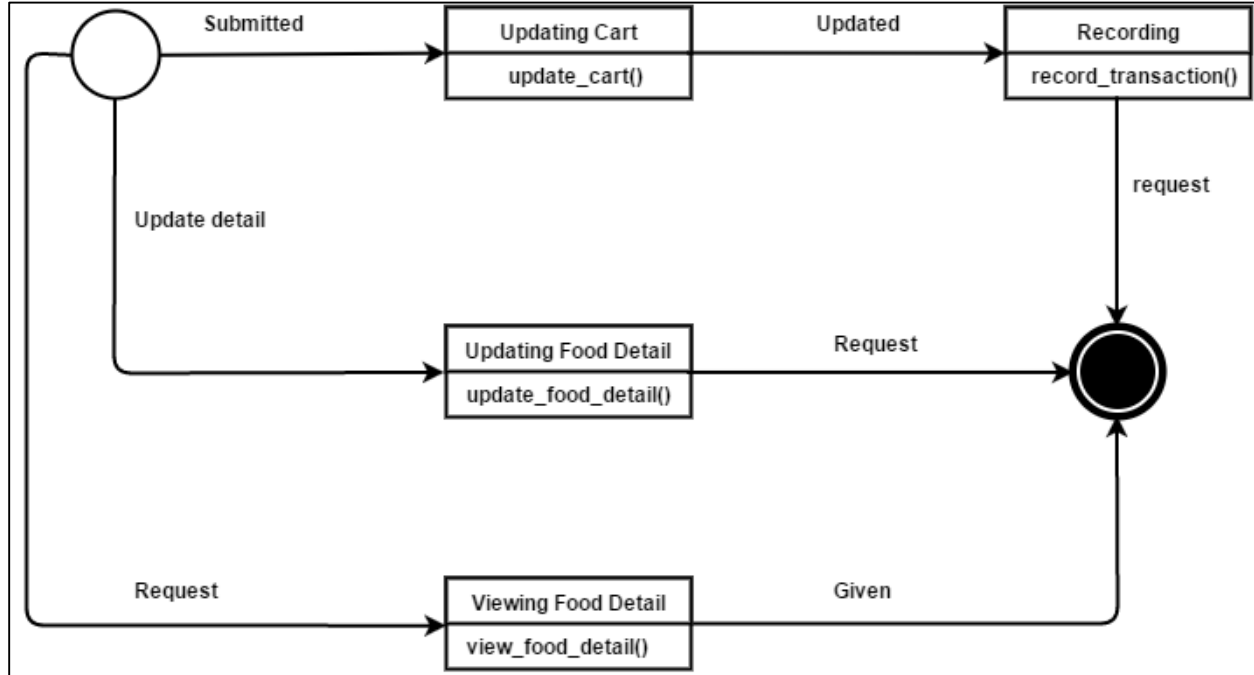 Submitted
Updating Cart
update_cart()
Updated
Recording
record_transaction()
request
Update detail
Updating Food Detail
update_food_detail()
Request
Request
Viewing Food Detail
view_food_detail()
Given